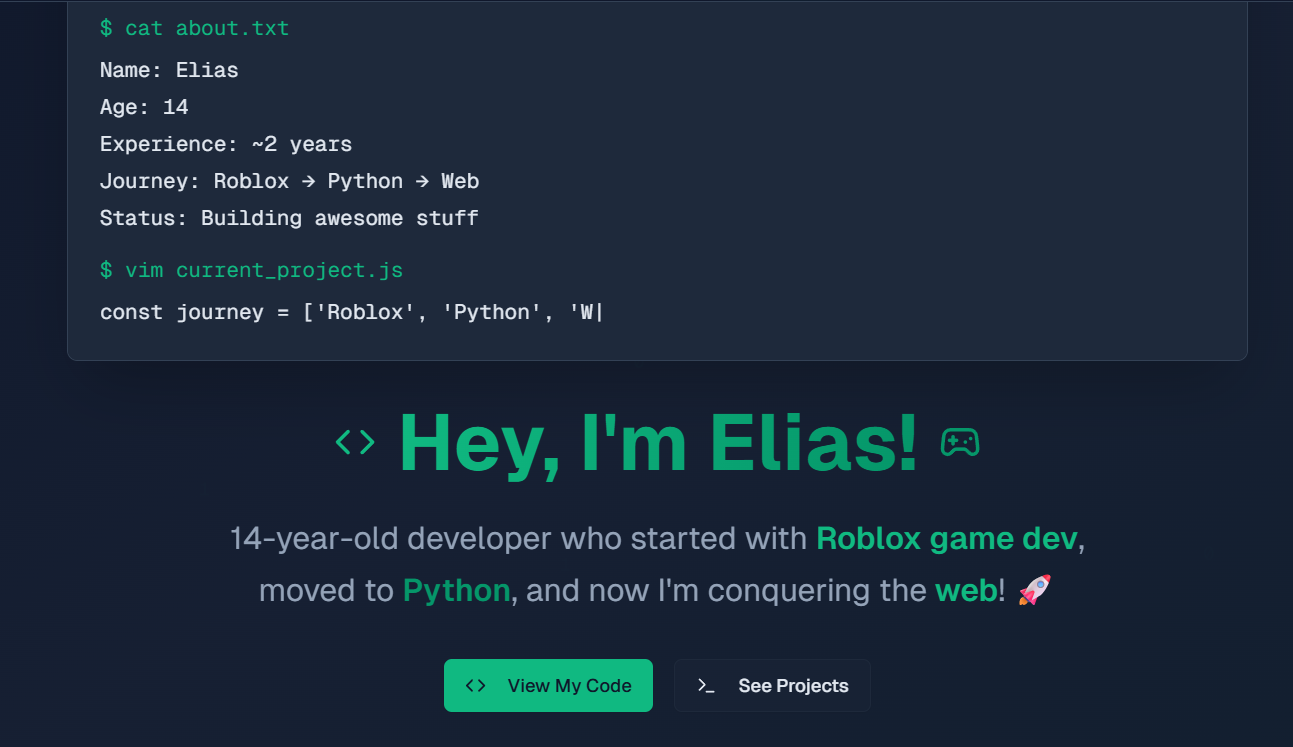 $ cat about.txt
Name: Elias
Age: 14
Experience: ~2 years
Journey: Roblox → Python → Web
Status: Building awesome stuff
$ vim current_project.js
const journey = ['Roblox', 'Python', 'W|
<> Hey, I'm Elias!
14-year-old developer who started with Roblox game dev,
moved to Python, and now I'm conquering the web! 🚀
<> View My Code
>_ See Projects